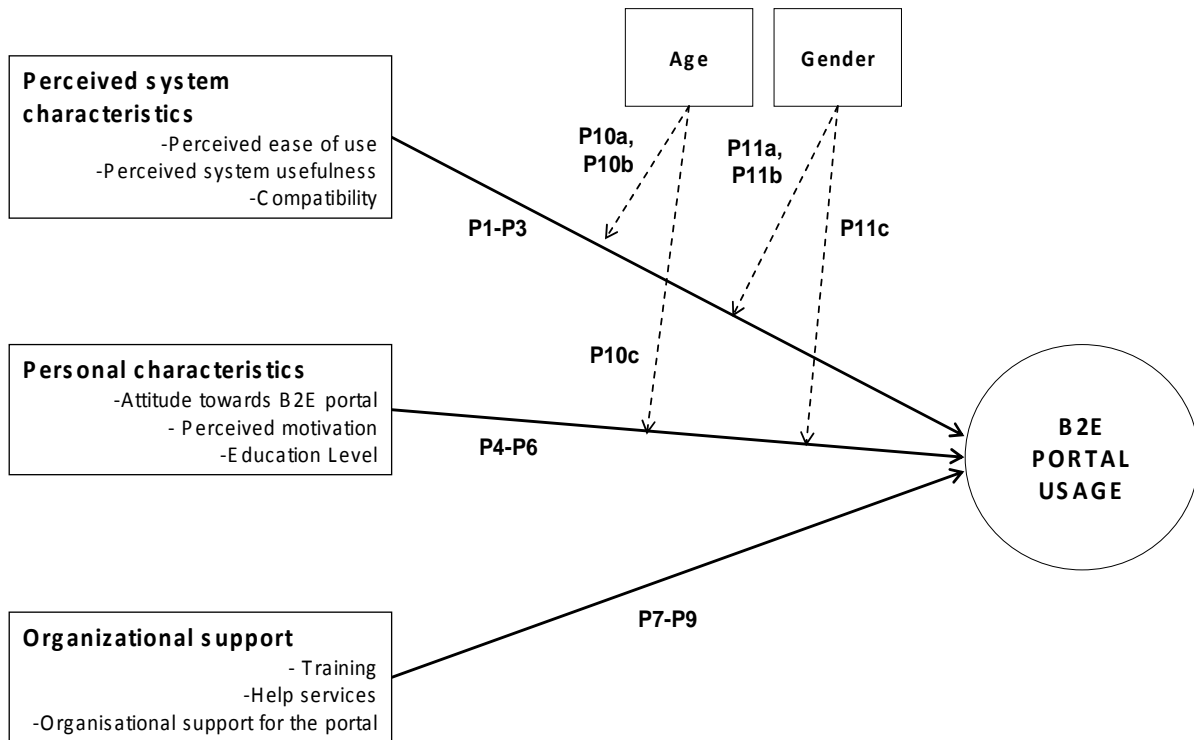 Perceived system
characteristics
-Perceived ease of use
-Perceived system usefulness
-Compatibility
Age
Gender
P10a,
P10b
P11a,
P11b
P1-P3
P11c
P10c
Personal characteristics
-Attitude towards B2E portal
- Perceived motivation
-Education Level
P4-P6
B2E
PORTAL
USAGE
Organizational support
- Training
-Help services
-Organisational support for the portal
P7-P9